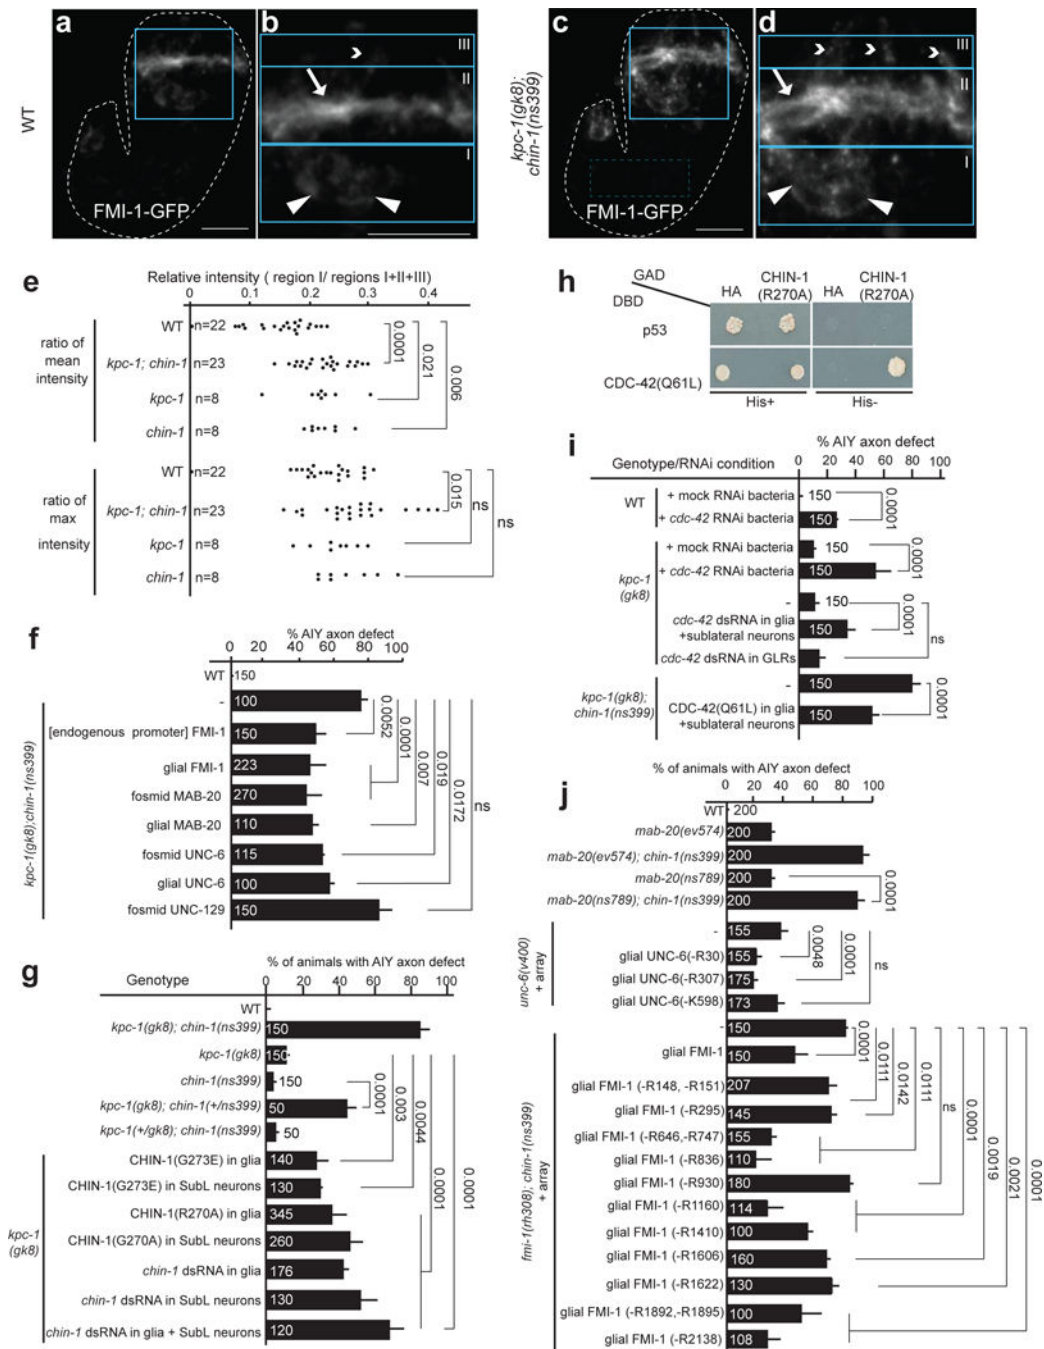 a
b
c
d
WT
kpc-1(gk8);
chin-1(ns399)
III
II
I
III
II
I
FMI-1-GFP
FMI-1-GFP
e
Relative intensity ( region I/ regions I+II+III)
0
0.1
0.2
0.3
0.4
ratio of
mean
intensity
WT
n=22
kpc-1; chin-1
n=23
kpc-1
n=8
chin-1
n=8
0.0001
0.021
0.006
ratio of
max
intensity
WT
n=22
kpc-1; chin-1
n=23
kpc-1
n=8
chin-1
n=8
0.015
ns
ns
h
GAD
DBD
HA
CHIN-1
(R270A)
HA
CHIN-1
(R270A)
p53
CDC-42(Q61L)
His+
His-
i
% AIY axon defect
Genotype/RNAi condition
0 20 40 60 80 100
WT
+ mock RNAi bacteria
150
+ cdc-42 RNAi bacteria
150
0.0001
kpc-1
(gk8)
+ mock RNAi bacteria
150
+ cdc-42 RNAi bacteria
150
0.0001
-
150
cdc-42 dsRNA in glia
+sublateral neurons
150
cdc-42 dsRNA in GLRs
0.0001
ns
kpc-1(gk8);
chin-1(ns399)
-
150
CDC-42(Q61L) in glia
+sublateral neurons
150
0.0001
f
% AIY axon defect
0 20 40 60 80 100
WT
150
kpc-1(gk8);chin-1(ns399)
-
100
[endogenous promoter] FMI-1
150
glial FMI-1
223
fosmid MAB-20
270
glial MAB-20
110
fosmid UNC-6
115
glial UNC-6
100
fosmid UNC-129
150
0.0052
0.0001
0.007
0.019
0.0172
ns
g
% of animals with AIY axon defect
Genotype
0 20 40 60 80 100
WT
kpc-1(gk8); chin-1(ns399)
150
kpc-1(gk8)
150
chin-1(ns399)
150
kpc-1(gk8); chin-1(+/ns399)
50
kpc-1(+/gk8); chin-1(ns399)
50
kpc-1
(gk8)
CHIN-1(G273E) in glia
140
CHIN-1(G273E) in SubL neurons
130
CHIN-1(R270A) in glia
345
CHIN-1(G270A) in SubL neurons
260
chin-1 dsRNA in glia
176
chin-1 dsRNA in SubL neurons
130
chin-1 dsRNA in glia + SubL neurons
120
0.0001
0.003
0.0044
0.0001
0.0001
j
% of animals with AIY axon defect
0 20 40 60 80 100
WT
200
mab-20(ev574)
200
mab-20(ev574); chin-1(ns399)
200
mab-20(ns789)
200
mab-20(ns789); chin-1(ns399)
200
0.0001
unc-6(v400)
+ array
-
155
glial UNC-6(-R30)
155
glial UNC-6(-R307)
175
glial UNC-6(-K598)
173
0.0048
0.0001
ns
fmi-1(rh308); chin-1(ns399)
+ array
-
150
glial FMI-1
150
glial FMI-1 (-R148, -R151)
207
glial FMI-1 (-R295)
145
glial FMI-1 (-R646,-R747)
155
glial FMI-1 (-R836)
110
glial FMI-1 (-R930)
180
glial FMI-1 (-R1160)
114
glial FMI-1 (-R1410)
100
glial FMI-1 (-R1606)
160
glial FMI-1 (-R1622)
130
glial FMI-1 (-R1892,-R1895)
100
glial FMI-1 (-R2138)
108
0.0001
0.0111
0.0142
0.0111
ns
0.0001
0.0019
0.0021
0.0001